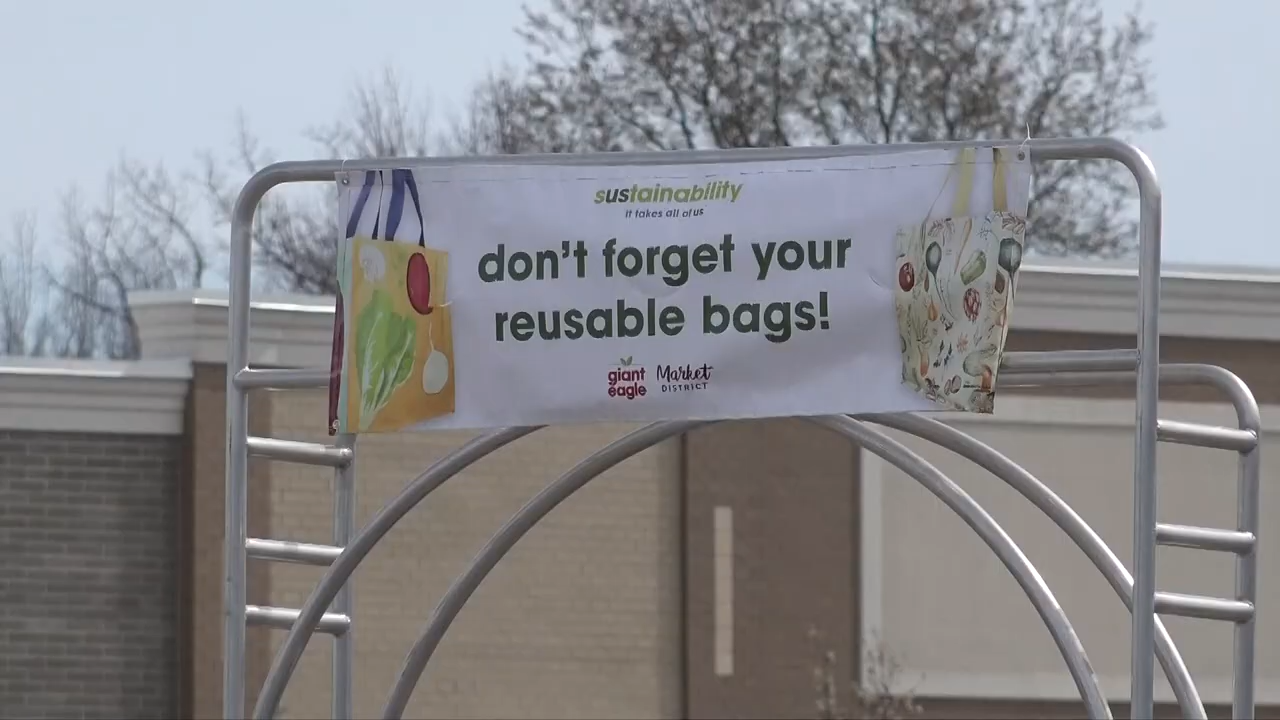 sustainability
it takes all of us
don't forget your
reusable bags!
giant eagle Market DISTRICT